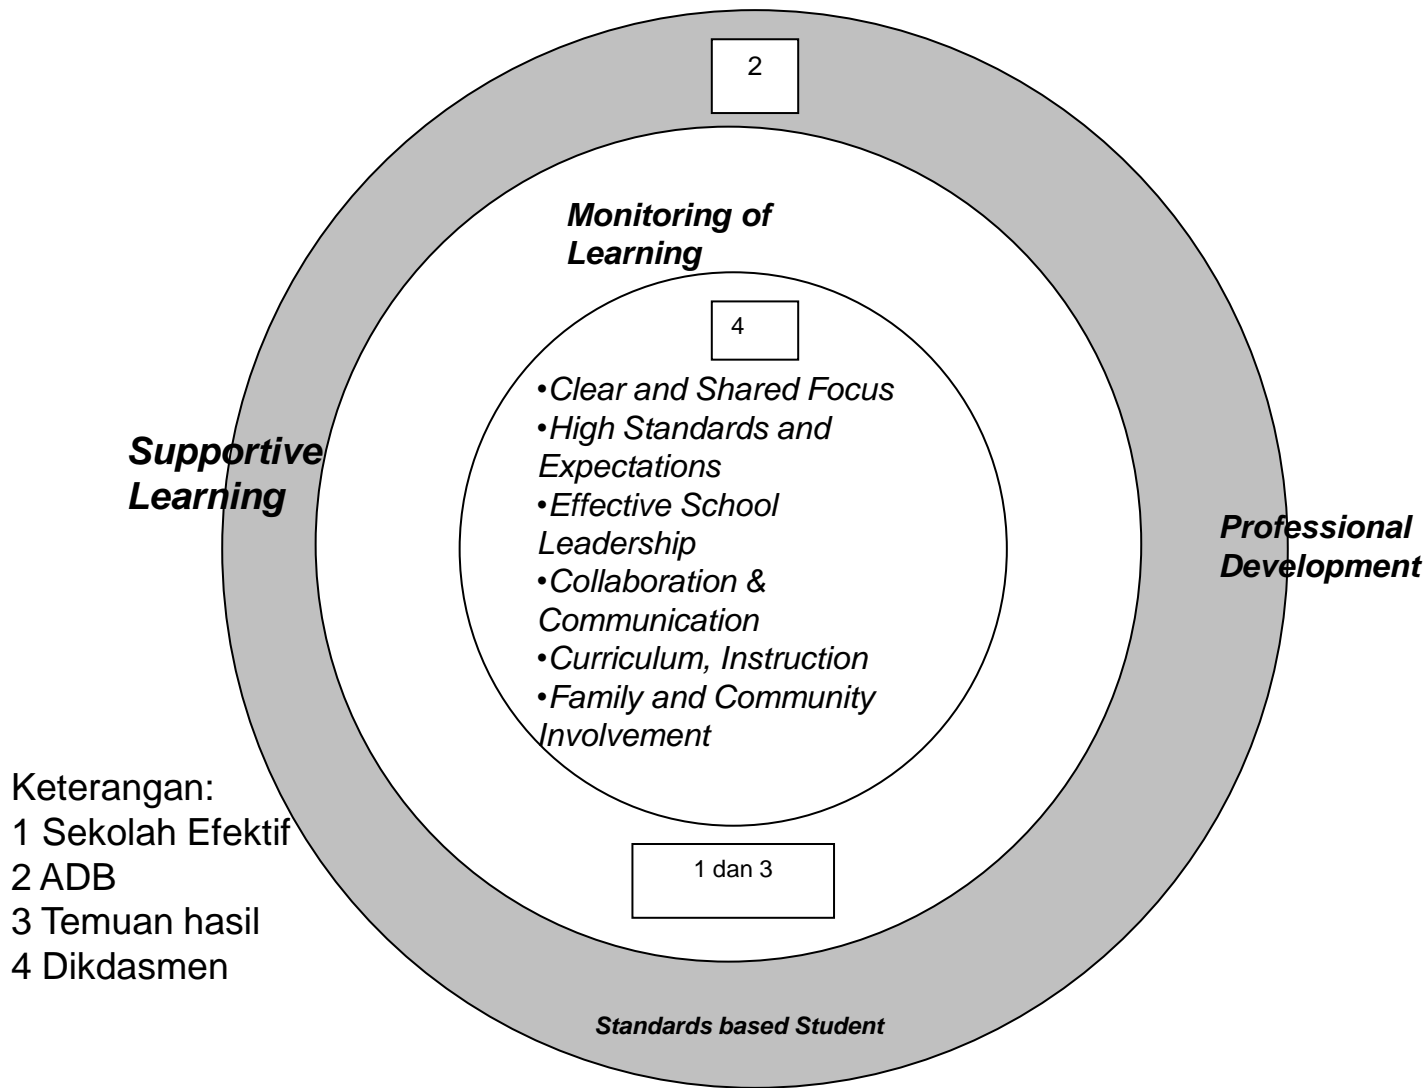 2
Monitoring of
Learning
4
•Clear and Shared Focus
•High Standards and
Expectations
•Effective School
Leadership
•Collaboration &
Communication
•Curriculum, Instruction
•Family and Community
Involvement
Supportive
Learning
Professional
Development
1 dan 3
Keterangan:
1 Sekolah Efektif
2 ADB
3 Temuan hasil
4 Dikdasmen
Standards based Student